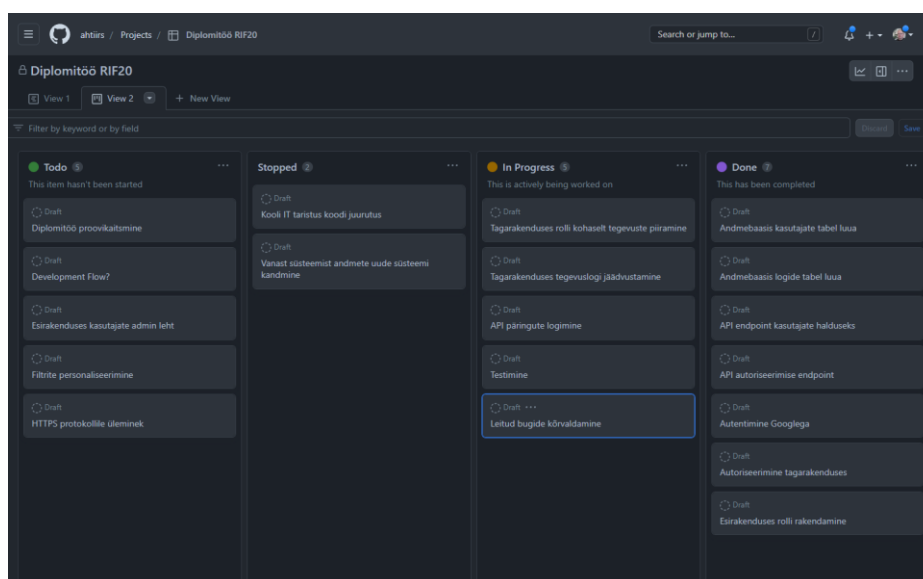 ahtiirs / Projects / Diplomitöö RIF20
Search or jump to... /
Diplomitöö RIF20
View 1 View 2 + New View
Filter by keyword or by field
Discard Save
Todo 5 ...
This item hasn't been started
Draft
Diplomitöö proovikaitsmine
Draft
Development Flow?
Draft
Esirakenduses kasutajate admin leht
Draft
Filtrite personaliseerimine
Draft
HTTPS protokollile üleminek
Stopped 2 ...
Draft
Kooli IT taristus koodi juurutus
Draft
Vanast süsteemist andmete uude süsteemi
kandmine
In Progress 5 ...
This is actively being worked on
Draft
Tagarakenduses rolli kohaselt tegevuste piiramine
Draft
Tagarakenduses tegevuslogi jäädvustamine
Draft
API päringute logimine
Draft
Testimine
Draft ...
Leitud bugide kõrvaldamine
Done 7 ...
This has been completed
Draft
Andmebaasis kasutajate tabel luua
Draft
Andmebaasis logide tabel luua
Draft
API endpoint kasutajate halduseks
Draft
API autoriseerimise endpoint
Draft
Autentimine Googlega
Draft
Autoriseerimine tagarakenduses
Draft
Esirakenduses rolli rakendamine